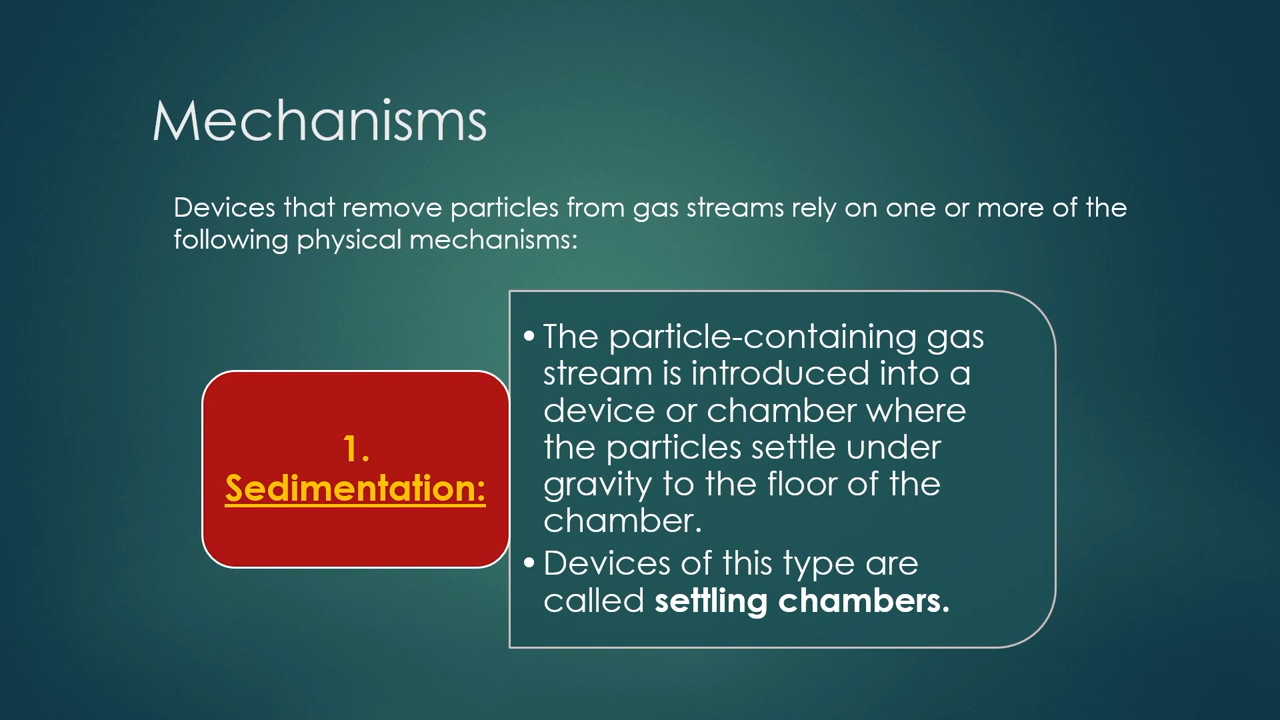 Mechanisms
Devices that remove particles from gas streams rely on one or more of the
following physical mechanisms:
1.
Sedimentation:
• The particle-containing gas
stream is introduced into a
device or chamber where
the particles settle under
gravity to the floor of the
chamber.
• Devices of this type are
called settling chambers.